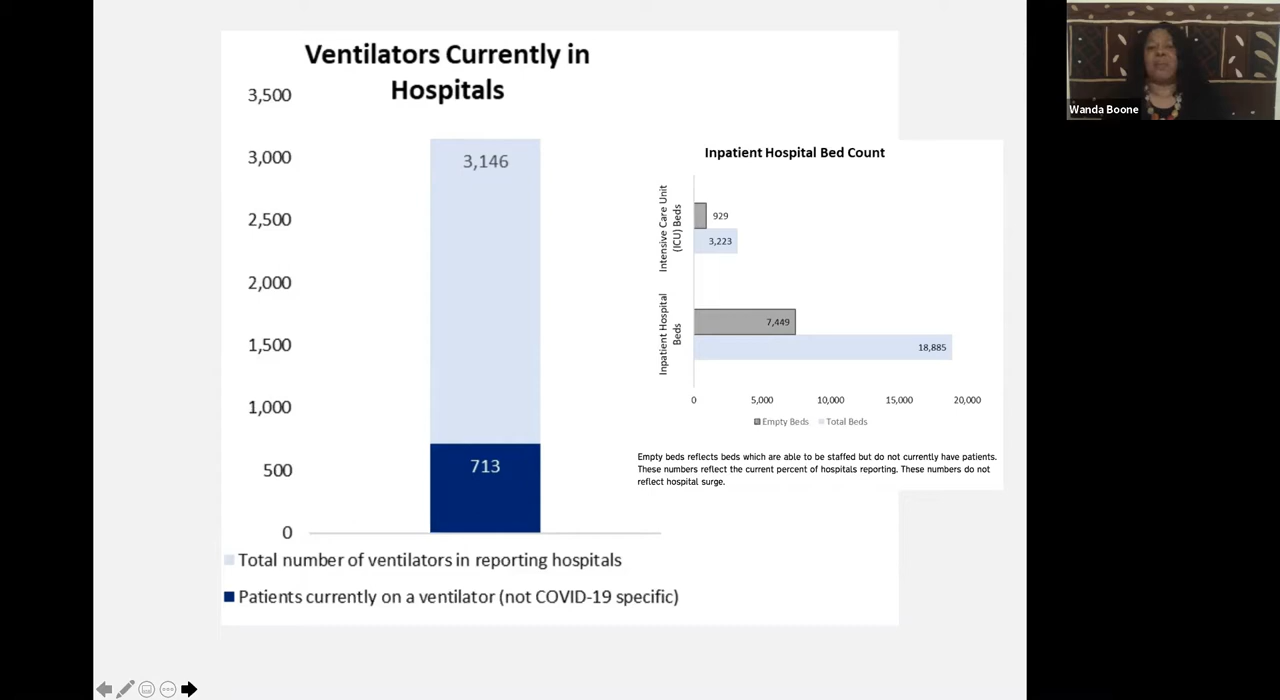 Ventilators Currently in
Hospitals
3,500
3,000
2,500
2,000
1,500
1,000
500
0
3,146
713
Total number of ventilators in reporting hospitals
Patients currently on a ventilator (not COVID-19 specific)
Inpatient Hospital Bed Count
Intensive Care Unit
(ICU) Beds
929
3,223
Inpatient Hospital
Beds
7,449
18,885
0 5,000 10,000 15,000 20,000
Empty Beds Total Beds
Empty beds reflects beds which are able to be staffed but do not currently have patients.
These numbers reflect the current percent of hospitals reporting. These numbers do not
reflect hospital surge.
Wanda Boone